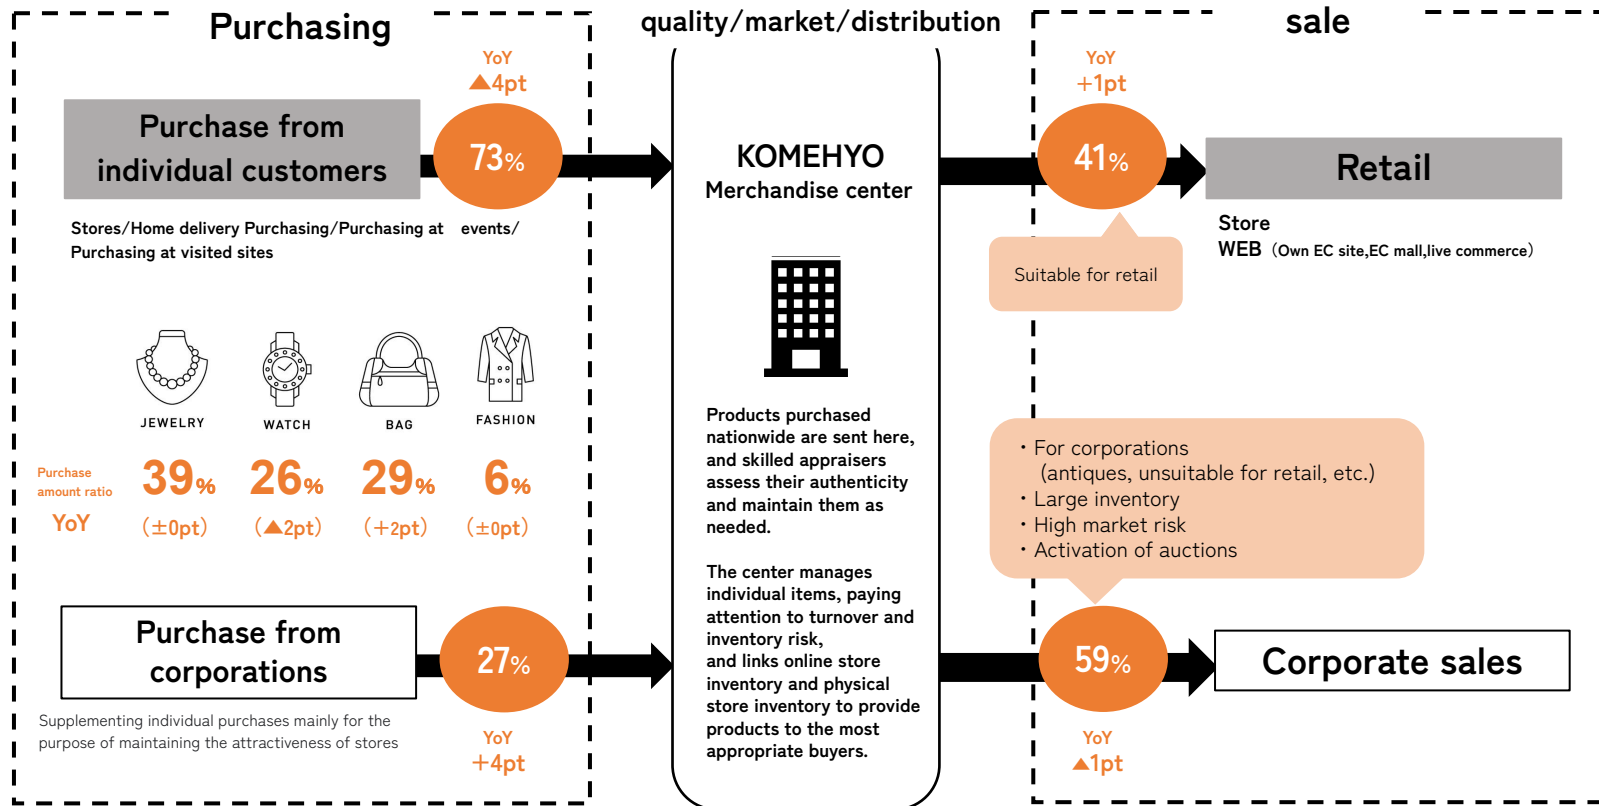 Purchasing
YoY
▲4pt
Purchase from
individual customers
73%
Stores/Home delivery Purchasing/Purchasing at events/
Purchasing at visited sites
JEWELRY WATCH BAG FASHION
Purchase
amount ratio
39% 26% 29% 6%
YoY
(±0pt) (▲2pt) (+2pt) (±0pt)
Purchase from
corporations
27%
Supplementing individual purchases mainly for the
purpose of maintaining the attractiveness of stores
YoY
+4pt
quality/market/distribution
KOMEHYO
Merchandise center
Products purchased
nationwide are sent here,
and skilled appraisers
assess their authenticity
and maintain them as
needed.
The center manages
individual items, paying
attention to turnover and
inventory risk,
and links online store
inventory and physical
store inventory to provide
products to the most
appropriate buyers.
sale
YoY
+1pt
41%
Retail
Suitable for retail
Store
WEB（Own EC site,EC mall,live commerce）
・For corporations
(antiques, unsuitable for retail, etc.)
・Large inventory
・High market risk
・Activation of auctions
59%
Corporate sales
YoY
▲1pt